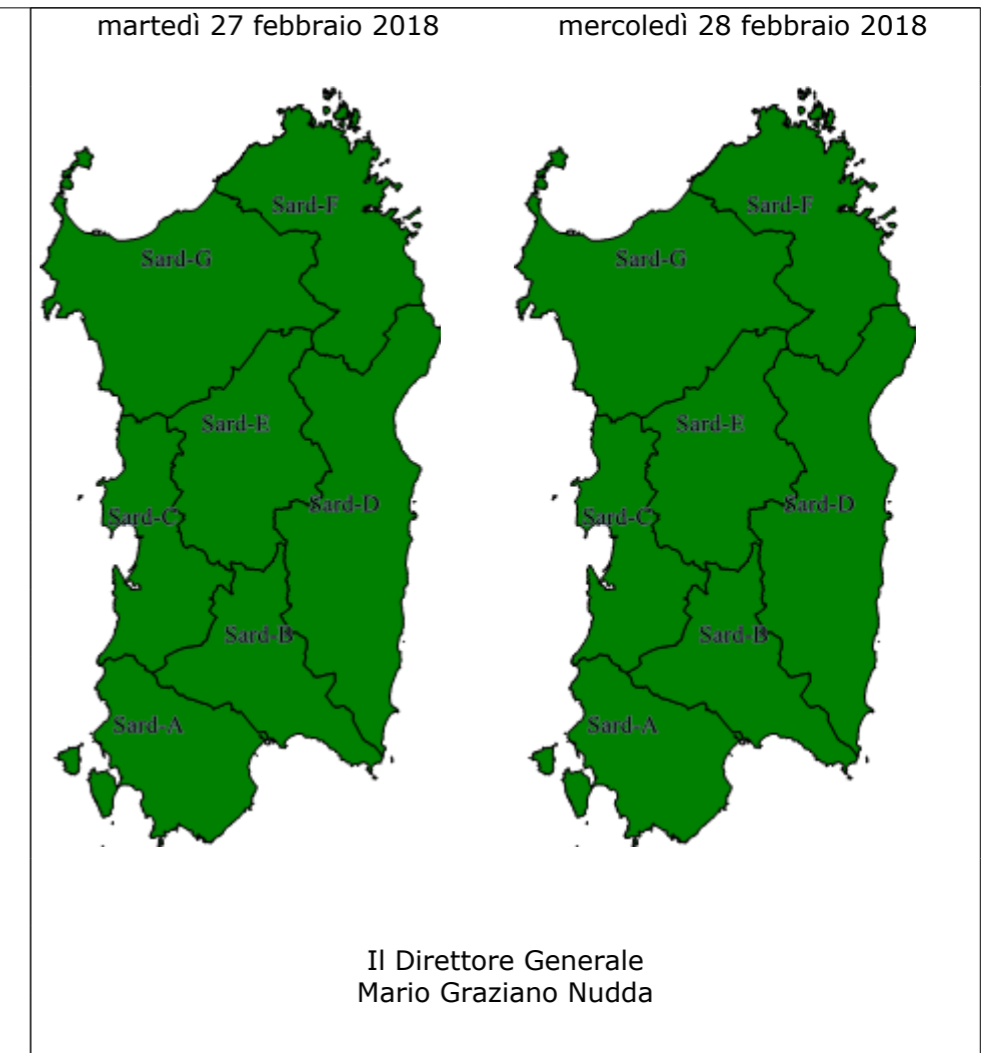 martedì 27 febbraio 2018
mercoledì 28 febbraio 2018
Sard-F
Sard-G
Sard-E
Sard-D
Sard-C
Sard-B
Sard-A
Sard-F
Sard-G
Sard-E
Sard-D
Sard-C
Sard-B
Sard-A
Il Direttore Generale
Mario Graziano Nudda